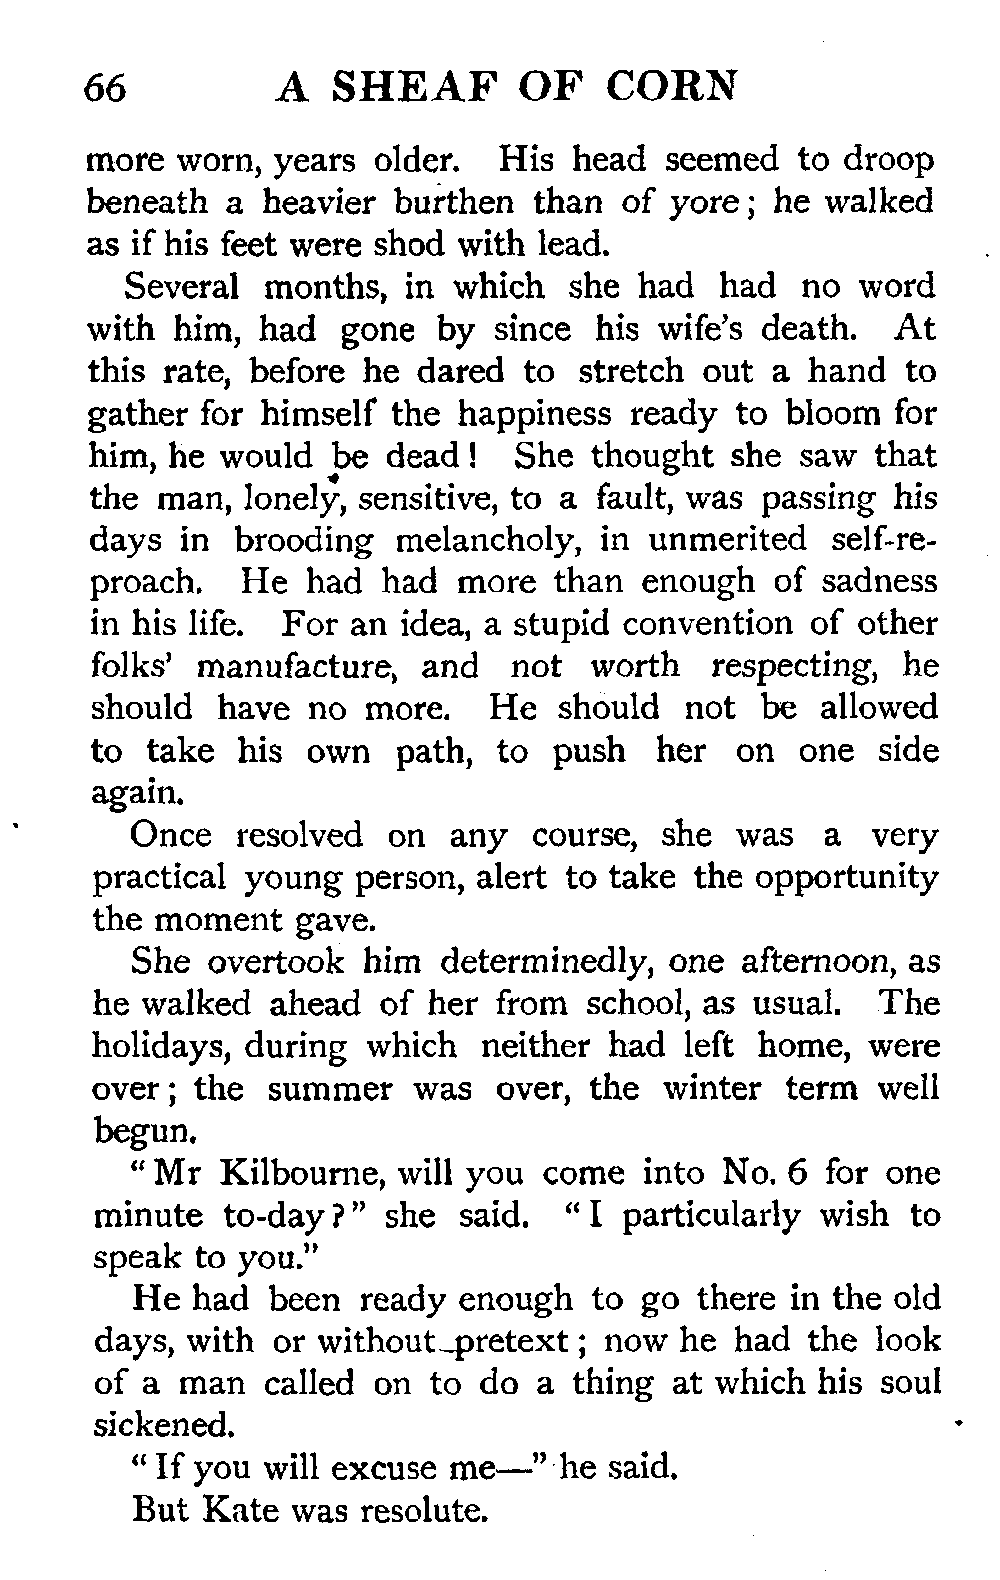 66 A SHEAF OF CORN
more worn, years older. His head seemed to droop
beneath a heavier burthen than of yore; he walked
as if his feet were shod with lead.
Several months, in which she had had no word
with him, had gone by since his wife's death. At
this rate, before he dared to stretch out a hand to
gather for himself the happiness ready to bloom for
him, he would be dead! She thought she saw that
the man, lonely, sensitive, to a fault, was passing his
days in brooding melancholy, in unmerited self-re-
proach. He had had more than enough of sadness
in his life. For an idea, a stupid convention of other
folks' manufacture, and not worth respecting, he
should have no more. He should not be allowed
to take his own path, to push her on one side
again.
Once resolved on any course, she was a very
practical young person, alert to take the opportunity
the moment gave.
She overtook him determinedly, one afternoon, as
he walked ahead of her from school, as usual. The
holidays, during which neither had left home, were
over; the summer was over, the winter term well
begun.
"Mr Kilbourne, will you come into No. 6 for one
minute to-day?" she said. "I particularly wish to
speak to you."
He had been ready enough to go there in the old
days, with or without pretext; now he had the look
of a man called on to do a thing at which his soul
sickened.
"If you will excuse me—" he said.
But Kate was resolute.